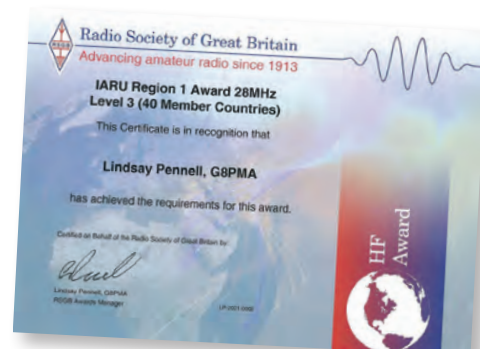 Radio Society of Great Britain
Advancing amateur radio since 1913
IARU Region 1 Award 28MHz
Level 3 (40 Member Countries)
This Certificate is in recognition that
Lindsay Pennell, G8PMA
has achieved the requirements for this award.
Certified on Behalf of the Radio Society of Great Britain by:
Lindsay Pennell, G8PMA
RSGB Awards Manager
HF
Award